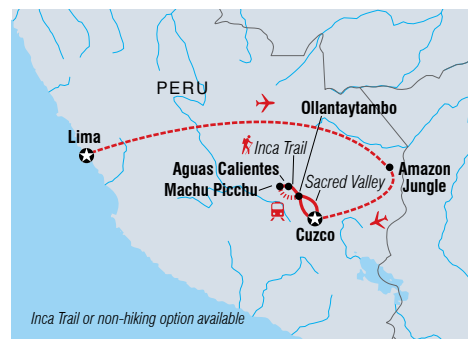 PERU
Ollantaytambo
Lima
Inca Trail
Aguas Calientes
Amazon
Jungle
Machu Picchu
Sacred Valley
Cuzco
Inca Trail or non-hiking option available